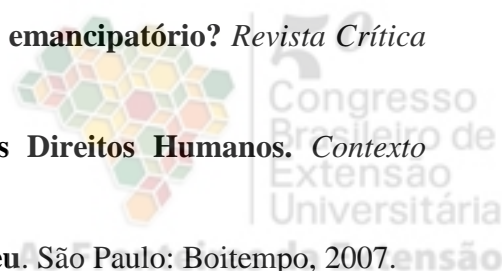 emancipatório? Revista Crítica
s Direitos Humanos. Contexto
eu. São Paulo: Boitempo, 2007.
Congresso
Brasileiro de
Extensão
Universitária